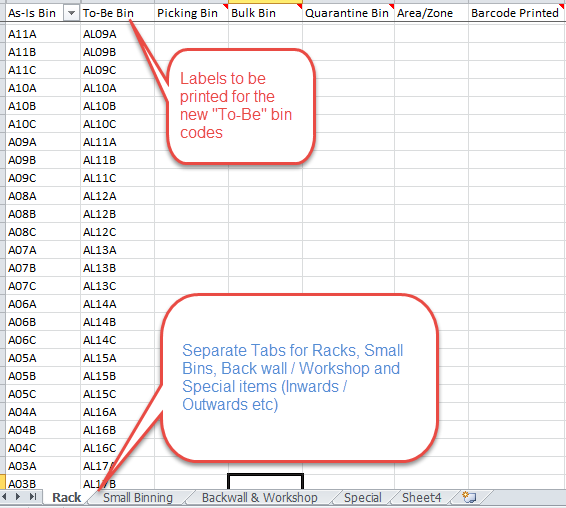 As-Is Bin To-Be Bin Picking Bin Bulk Bin Quarantine Bin Area/Zone Barcode Printed
A11A AL09A
A11B AL09B
A11C AL09C
A10A AL10A
A10B AL10B
A10C AL10C
A09A AL11A
A09B AL11B
A09C AL11C
A08A AL12A
A08B AL12B
A08C AL12C
A07A AL13A
A07B AL13B
A07C AL13C
A06A AL14A
A06B AL14B
A06C AL14C
A05A AL15A
A05B AL15B
A05C AL15C
A04A AL16A
A04B AL16B
A04C AL16C
A03A AL17A
A03B AL17B
Labels to be
printed for the
new "To-Be" bin
codes
Separate Tabs for Racks, Small
Bins, Back wall / Workshop and
Special items (Inwards /
Outwards etc)
Rack Small Binning Backwall & Workshop Special Sheet4